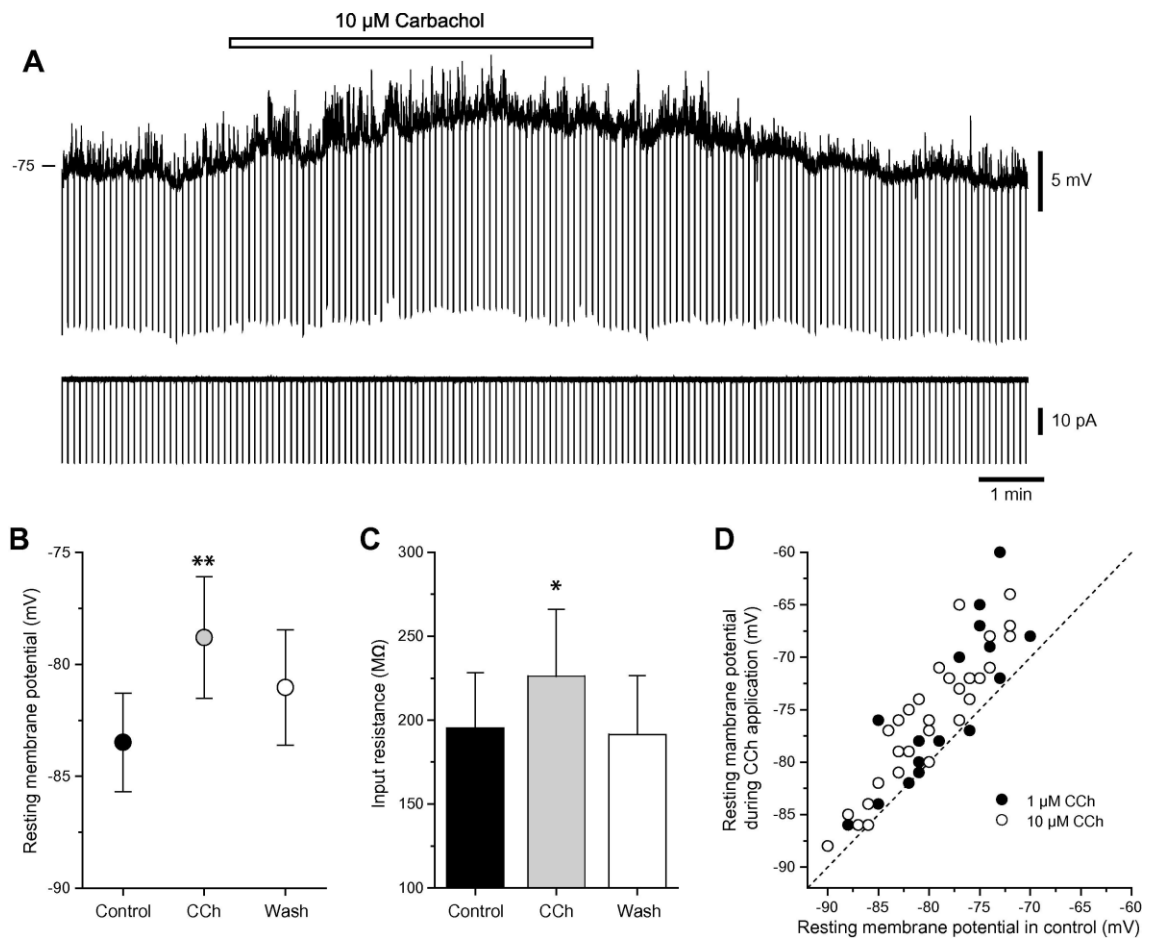 10 µM Carbachol
A
-75
5 mV
10 pA
1 min
B
Resting membrane potential (mV)
-75
-80
-85
-90
**
Control
CCh
Wash
C
Input resistance (MΩ)
300
250
200
150
100
*
Control
CCh
Wash
D
Resting mambrane potential
during CCh application (mV)
-60
-65
-70
-75
-80
-85
-90
1 µM CCh
10 µM CCh
-90 -85 -80 -75 -70 -65 -60
Resting membrane potential in control (mV)